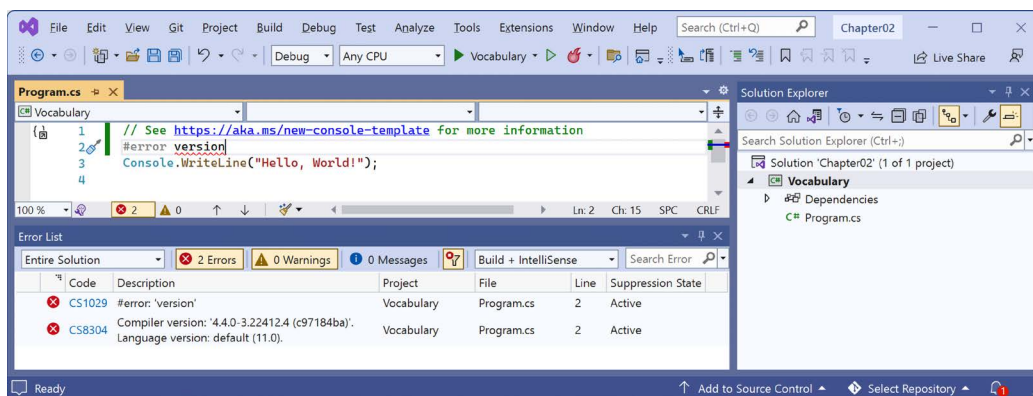 File Edit View Git Project Build Debug Test Analyze Tools Extensions Window Help Search (Ctrl+Q) Chapter02
Debug Any CPU Vocabulary Live Share
Program.cs
C# Vocabulary
1 // See https://aka.ms/new-console-template for more information
2 #error version
3 Console.WriteLine("Hello, World!");
4
100 % 2 0 Ln: 2 Ch: 15 SPC CRLF
Error List
Entire Solution 2 Errors 0 Warnings 0 Messages Build + IntelliSense Search Error
Code Description Project File Line Suppression State
CS1029 #error: 'version' Vocabulary Program.cs 2 Active
CS8304 Compiler version: '4.4.0-3.22412.4 (c97184ba)'. Language version: default (11.0). Vocabulary Program.cs 2 Active
Solution Explorer
Search Solution Explorer (Ctrl+;)
Solution 'Chapter02' (1 of 1 project)
C# Vocabulary
Dependencies
C# Program.cs
Ready Add to Source Control Select Repository 1